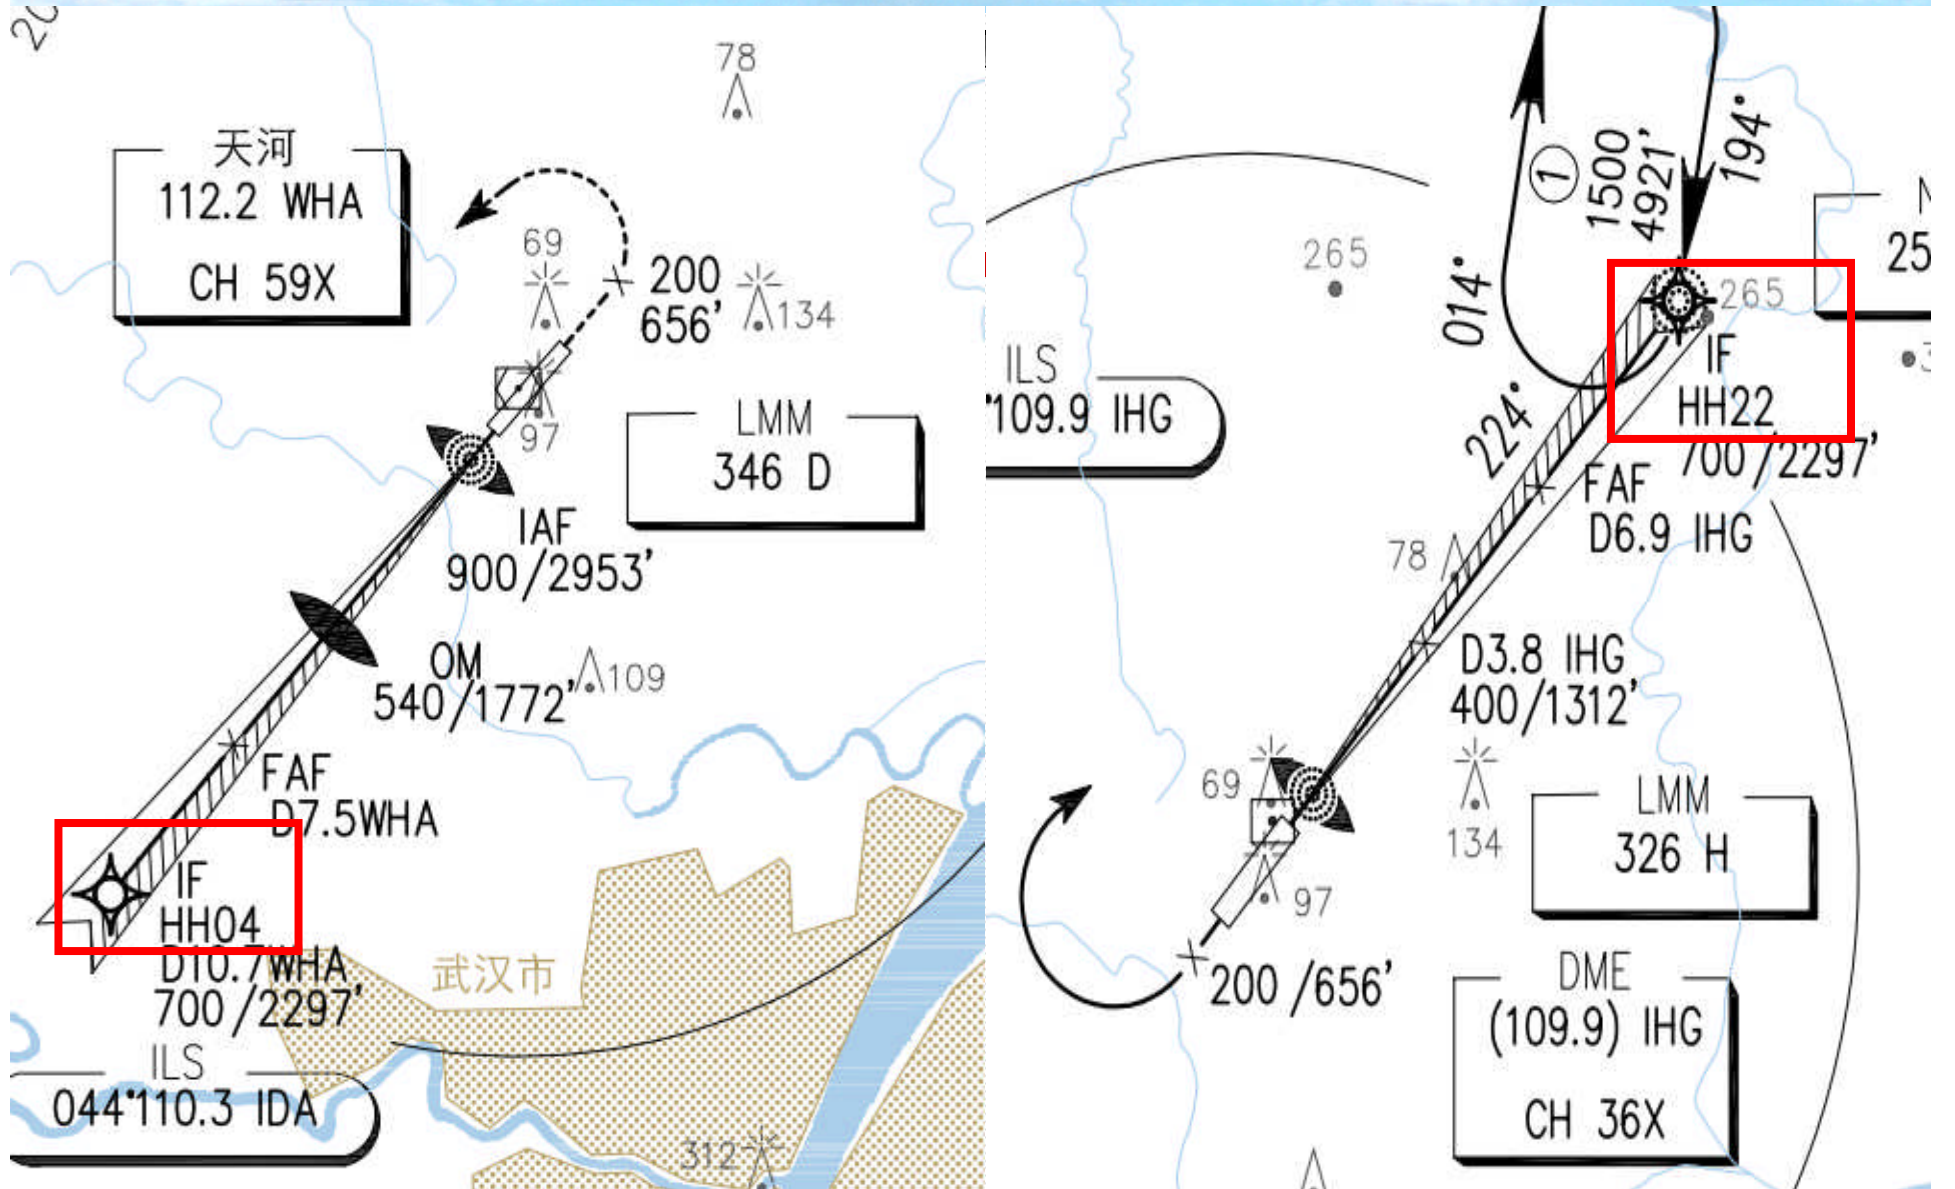 20
78
天河
112.2 WHA
CH 59X
69
200
656'
134
97
LMM
346 D
IAF
900/2953'
OM
540/1772'
109
FAF
D7.5WHA
IF
HH04
D10.7WHA
700/2297'
武汉市
ILS
044°110.3 IDA
312
1
1500
4921'
194°
014°
265
265
N
25
3
IF
HH22
700/2297'
ILS
°109.9 IHG
224°
FAF
D6.9 IHG
78
D3.8 IHG
400/1312'
69
134
97
LMM
326 H
200/656'
DME
(109.9) IHG
CH 36X